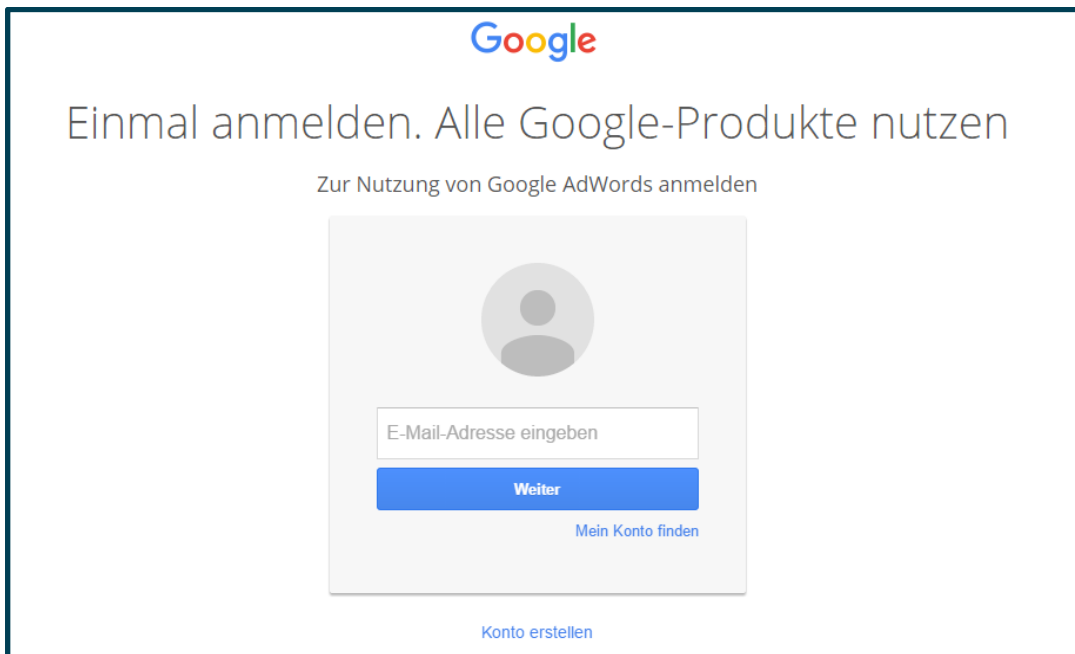 Google
Einmal anmelden. Alle Google-Produkte nutzen
Zur Nutzung von Google AdWords anmelden
E-Mail-Adresse eingeben
Weiter
Mein Konto finden
Konto erstellen